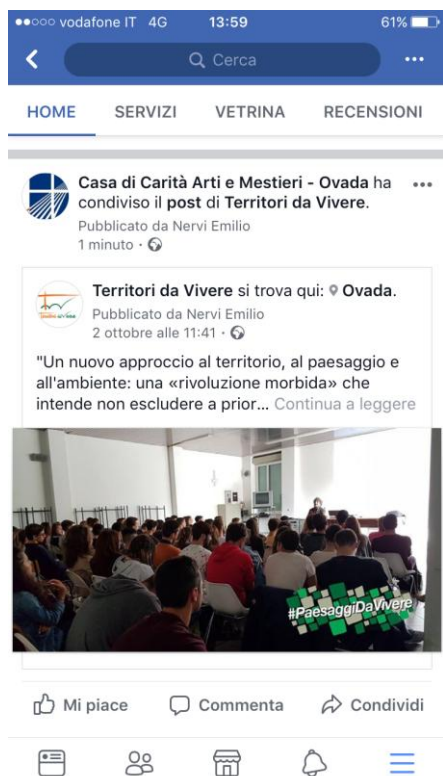 vodafone IT 4G 13:59 61%
Cerca
HOME SERVIZI VETRINA RECENSIONI
Casa di Carità Arti e Mestieri - Ovada ha
condiviso il post di Territori da Vivere.
Pubblicato da Nervi Emilio
1 minuto ·
Territori da Vivere si trova
qui: Ovada.
Pubblicato da Nervi Emilio
2 ottobre alle 11:41 ·
"Un nuovo approccio al territorio, al paesaggio e
all'ambiente: una «rivoluzione morbida» che
intende non escludere a prior... Continua a leggere
#PaesaggiDaVivere
Mi piace Commenta Condividi